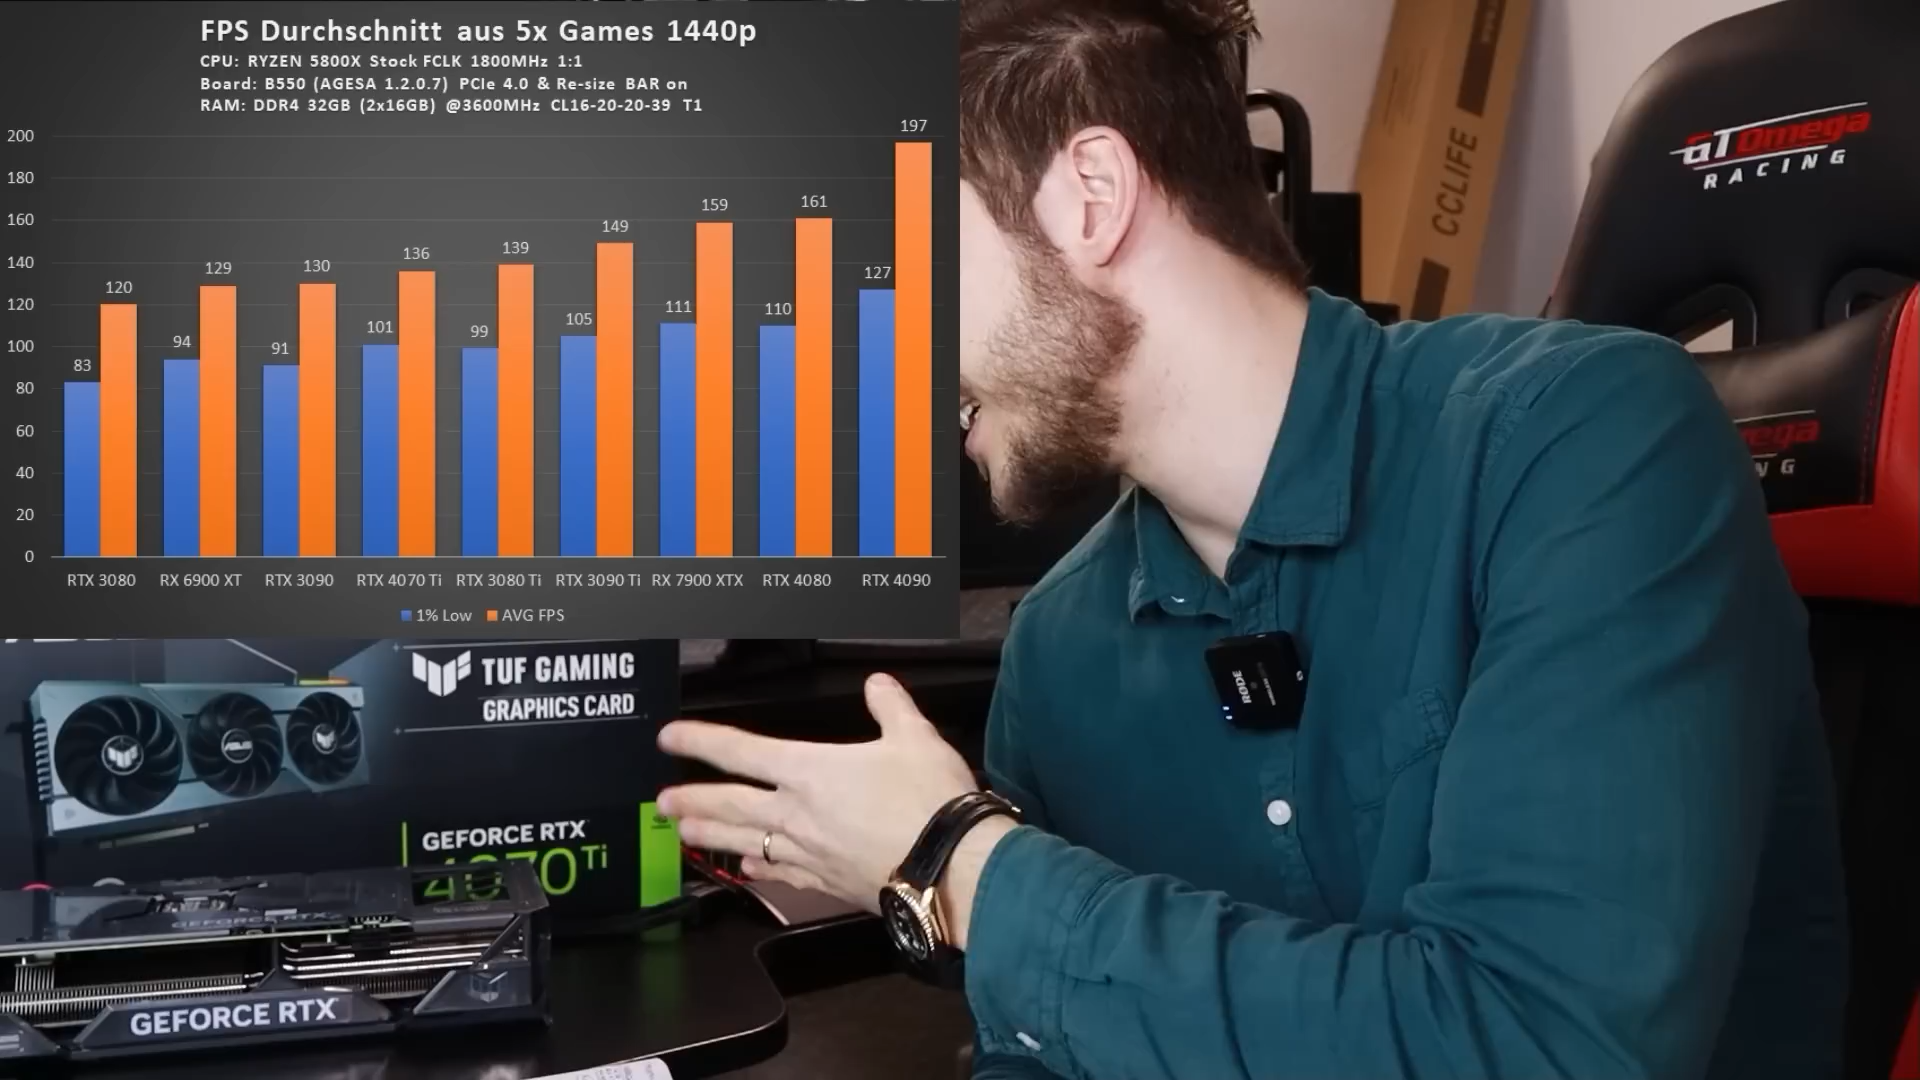 FPS Durchschnitt aus 5x Games 1440p
CPU: RYZEN 5800X Stock FCLK 1800MHz 1:1
Board: B550 (AGESA 1.2.0.7) PCIe 4.0 & Re-size BAR on
RAM: DDR4 32GB (2x16GB) @3600MHz CL16-20-20-39 T1
200
180
160
140
120
100
80
60
40
20
0
83 120
94 129
91 130
101 136
99 139
105 149
111 159
110 161
127 197
RTX 3080 RX 6900 XT RTX 3090 RTX 4070 Ti RTX 3080 Ti RTX 3090 Ti RX 7900 XTX RTX 4080 RTX 4090
1% Low AVG FPS
CCLIFE
GT Omega
RACING
RODE
TUF GAMING
GRAPHICS CARD
ASUS
GEFORCE RTX
4070 Ti
GEFORCE RTX
GEFORCE RTX